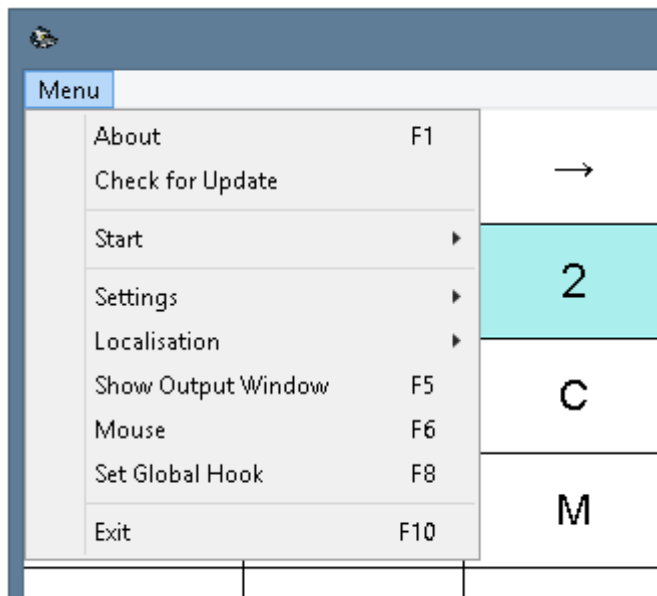 Menu
About F1
→
Check for Update
Start
2
Settings
Localisation
Show Output Window F5
C
Mouse F6
Set Global Hook F8
M
Exit F10